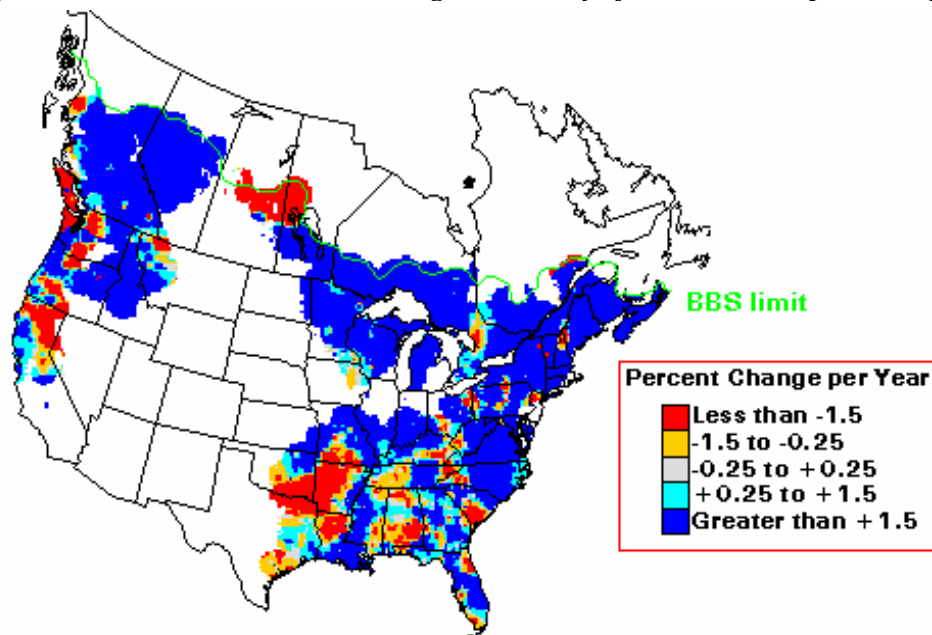 BBS limit
Percent Change per Year
Less than -1.5
-1.5 to -0.25
-0.25 to +0.25
+0.25 to +1.5
Greater than +1.5